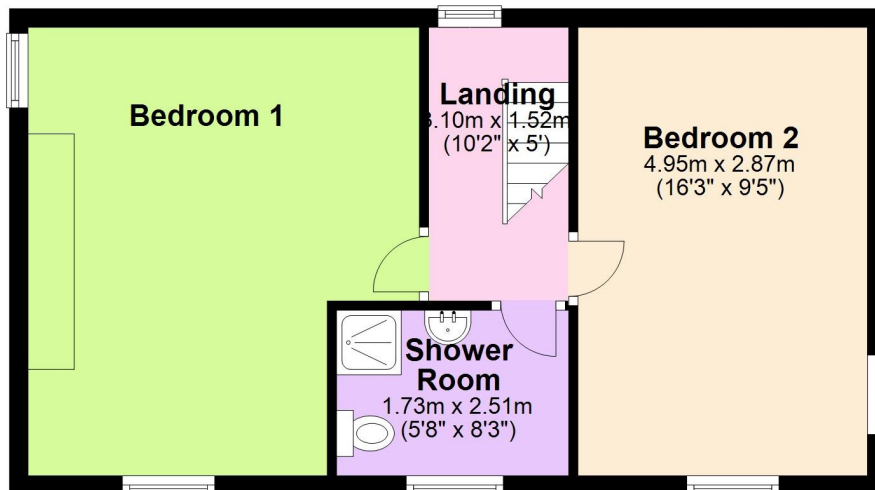 Bedroom 1
Landing
3.10m x 1.52m
(10'2" x 5')
Bedroom 2
4.95m x 2.87m
(16'3" x 9'5")
Shower
Room
1.73m x 2.51m
(5'8" x 8'3")